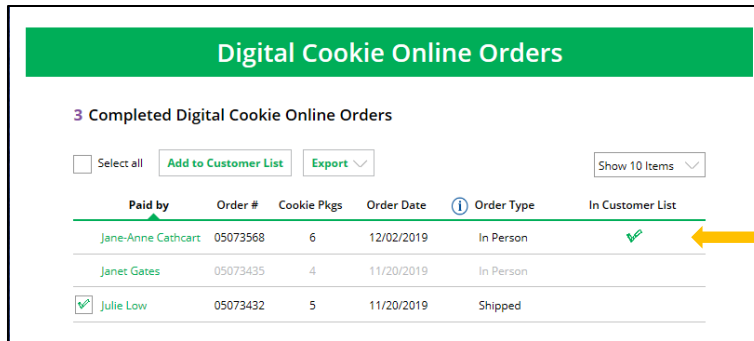 Digital Cookie Online Orders
3 Completed Digital Cookie Online Orders
Select all Add to Customer List Export Show 10 Items
Paid by Order # Cookie Pkgs Order Date i Order Type In Customer List
Jane-Anne Cathcart 05073568 6 12/02/2019 In Person
Janet Gates 05073435 4 11/20/2019 In Person
Julie Low 05073432 5 11/20/2019 Shipped